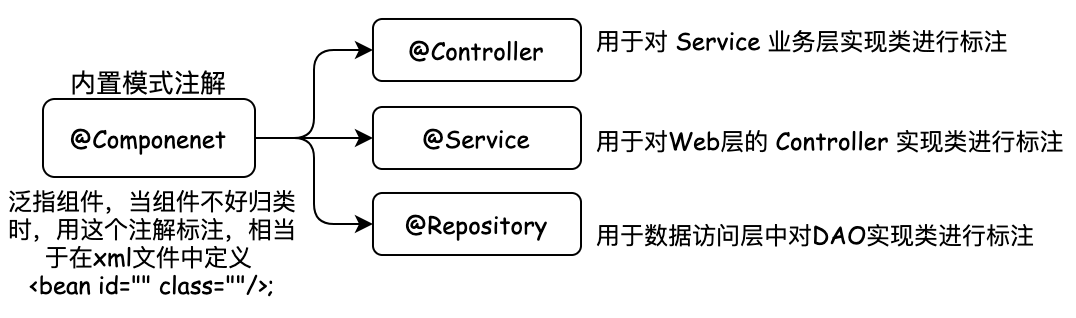 内置模式注解
@Componenet
泛指组件，当组件不好归类
时，用这个注解标注，相当
于在xml文件中定义
<bean id="" class=""/>;
@Controller
用于对 Service 业务层实现类进行标注
@Service
用于对Web层的 Controller 实现类进行标注
@Repository
用于数据访问层中对DAO实现类进行标注